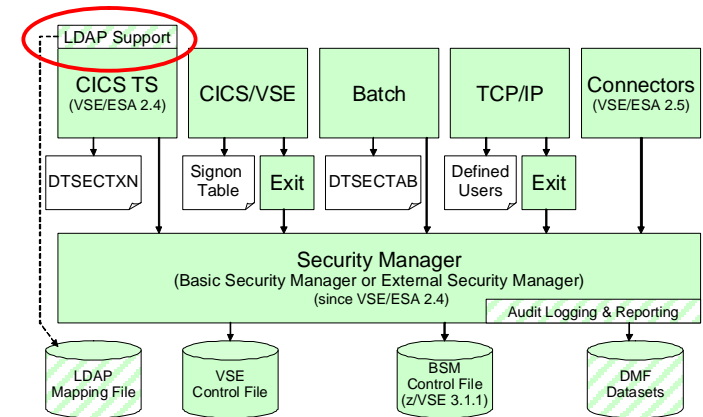 LDAP Support
CICS TS
(VSE/ESA 2.4)
CICS/VSE
Batch
TCP/IP
Connectors
(VSE/ESA 2.5)
DTSECTXN
Signon
Table
Exit
DTSECTAB
Defined
Users
Exit
Security Manager
(Basic Security Manager or External Security Manager)
(since VSE/ESA 2.4)
Audit Logging & Reporting
LDAP
Mapping File
VSE
Control File
BSM
Control File
(z/VSE 3.1.1)
DMF
Datasets